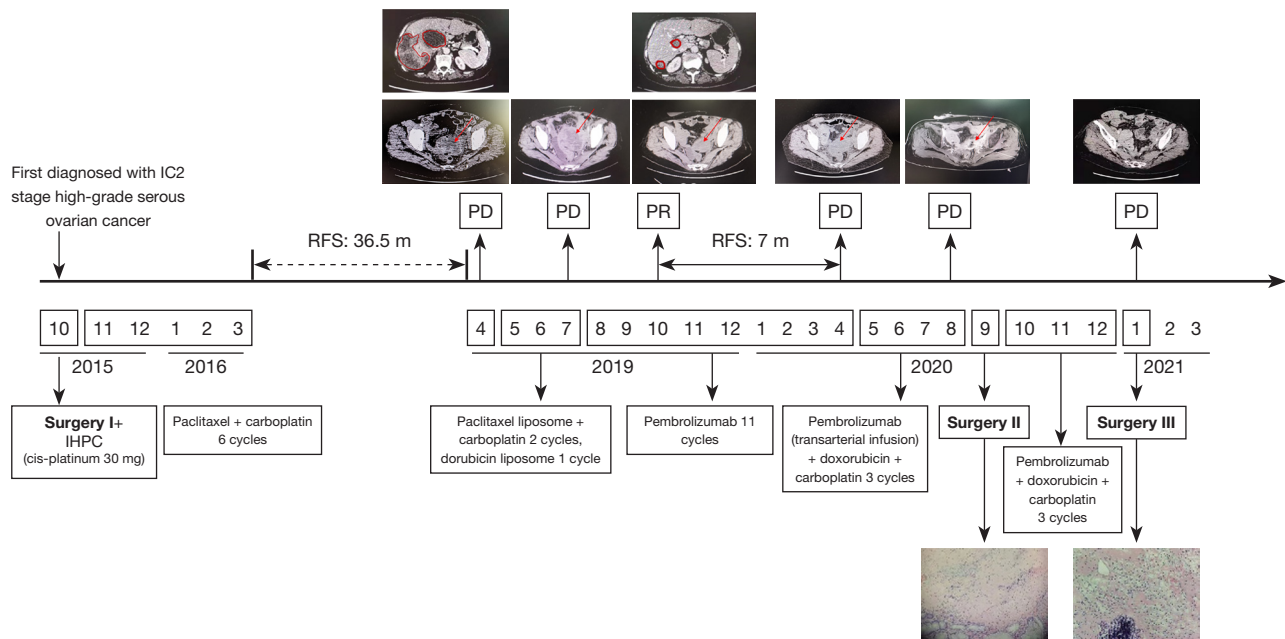 First diagnosed with IC2
stage high-grade serous
ovarian cancer
RFS: 36.5 m
PD
PD
PR
RFS: 7 m
PD
PD
PD
10 11 12 1 2 3
4 5 6 7 8 9 10 11 12 1 2 3 4 5 6 7 8 9 10 11 12 1 2 3
2015 2016 2019 2020 2021
Surgery I+
IHPC
(cis-platinum 30 mg)
Paclitaxel + carboplatin
6 cycles
Paclitaxel liposome +
carboplatin 2 cycles,
dorubicin liposome 1 cycle
Pembrolizumab 11
cycles
Pembrolizumab
(transarterial infusion)
+ doxorubicin +
carboplatin 3 cycles
Surgery II
Pembrolizumab
+ doxorubicin +
carboplatin
3 cycles
Surgery III